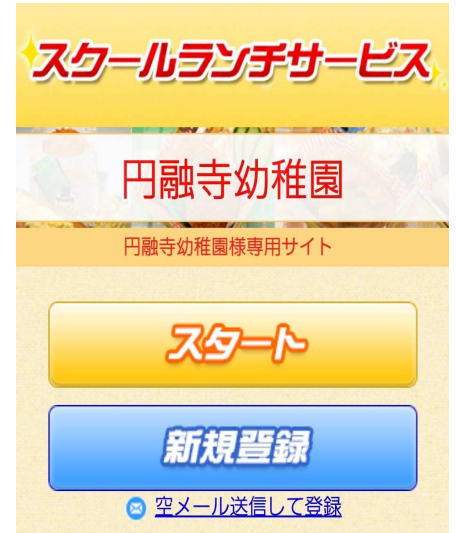 スクールランチサービス
円融寺幼稚園
円融寺幼稚園様専用サイト
スタート
新規登録
空メール送信して登録